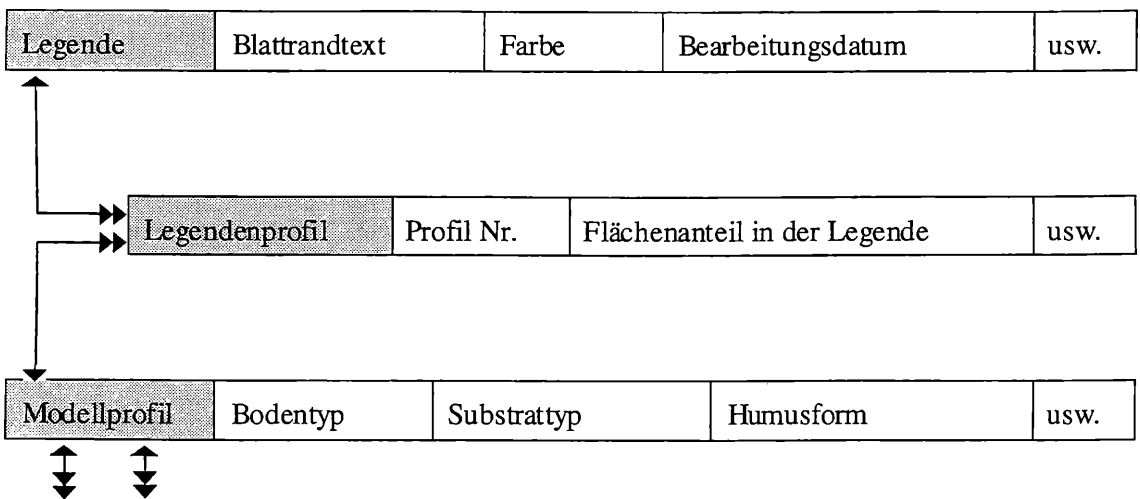 Legende Blattrandtext Farbe Bearbeitungsdatum usw.
Legendenprofil Profil Nr. Flächenanteil in der Legende usw.
Modellprofil Bodentyp Substrattyp Humusform usw.